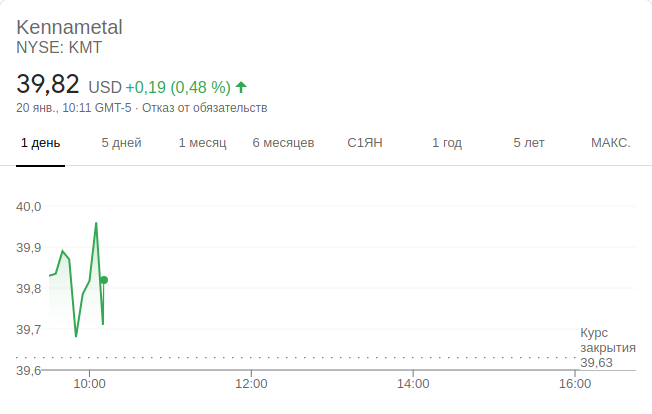 Kennametal
NYSE: KMT
39,82 USD +0,19 (0,48 %)
20 янв., 10:11 GMT-5 · Отказ от обязательств
1 день 5 дней 1 месяц 6 месяцев С1ЯН 1 год 5 лет МАКС.
40,0
39,9
39,8
39,7
39,6
Курс
закрытия
39,63
10:00 12:00 14:00 16:00